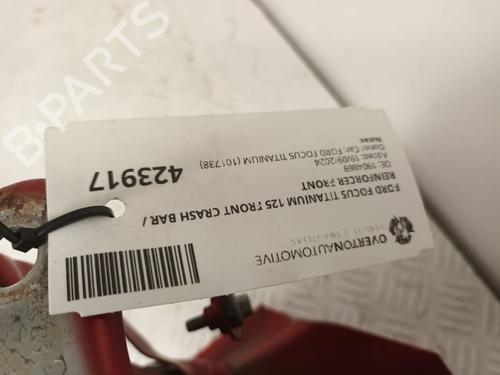 OVERTONAUTOMOTIVE
FORD FOCUS TITANIUM 125 FRONT CRASH BAR /
REINFORCER FRONT
OE: 1904869
Added: 19/09/2024
Donor Car: FORD FOCUS TITANIUM (101738)
Notes:
423917
B-PARTS